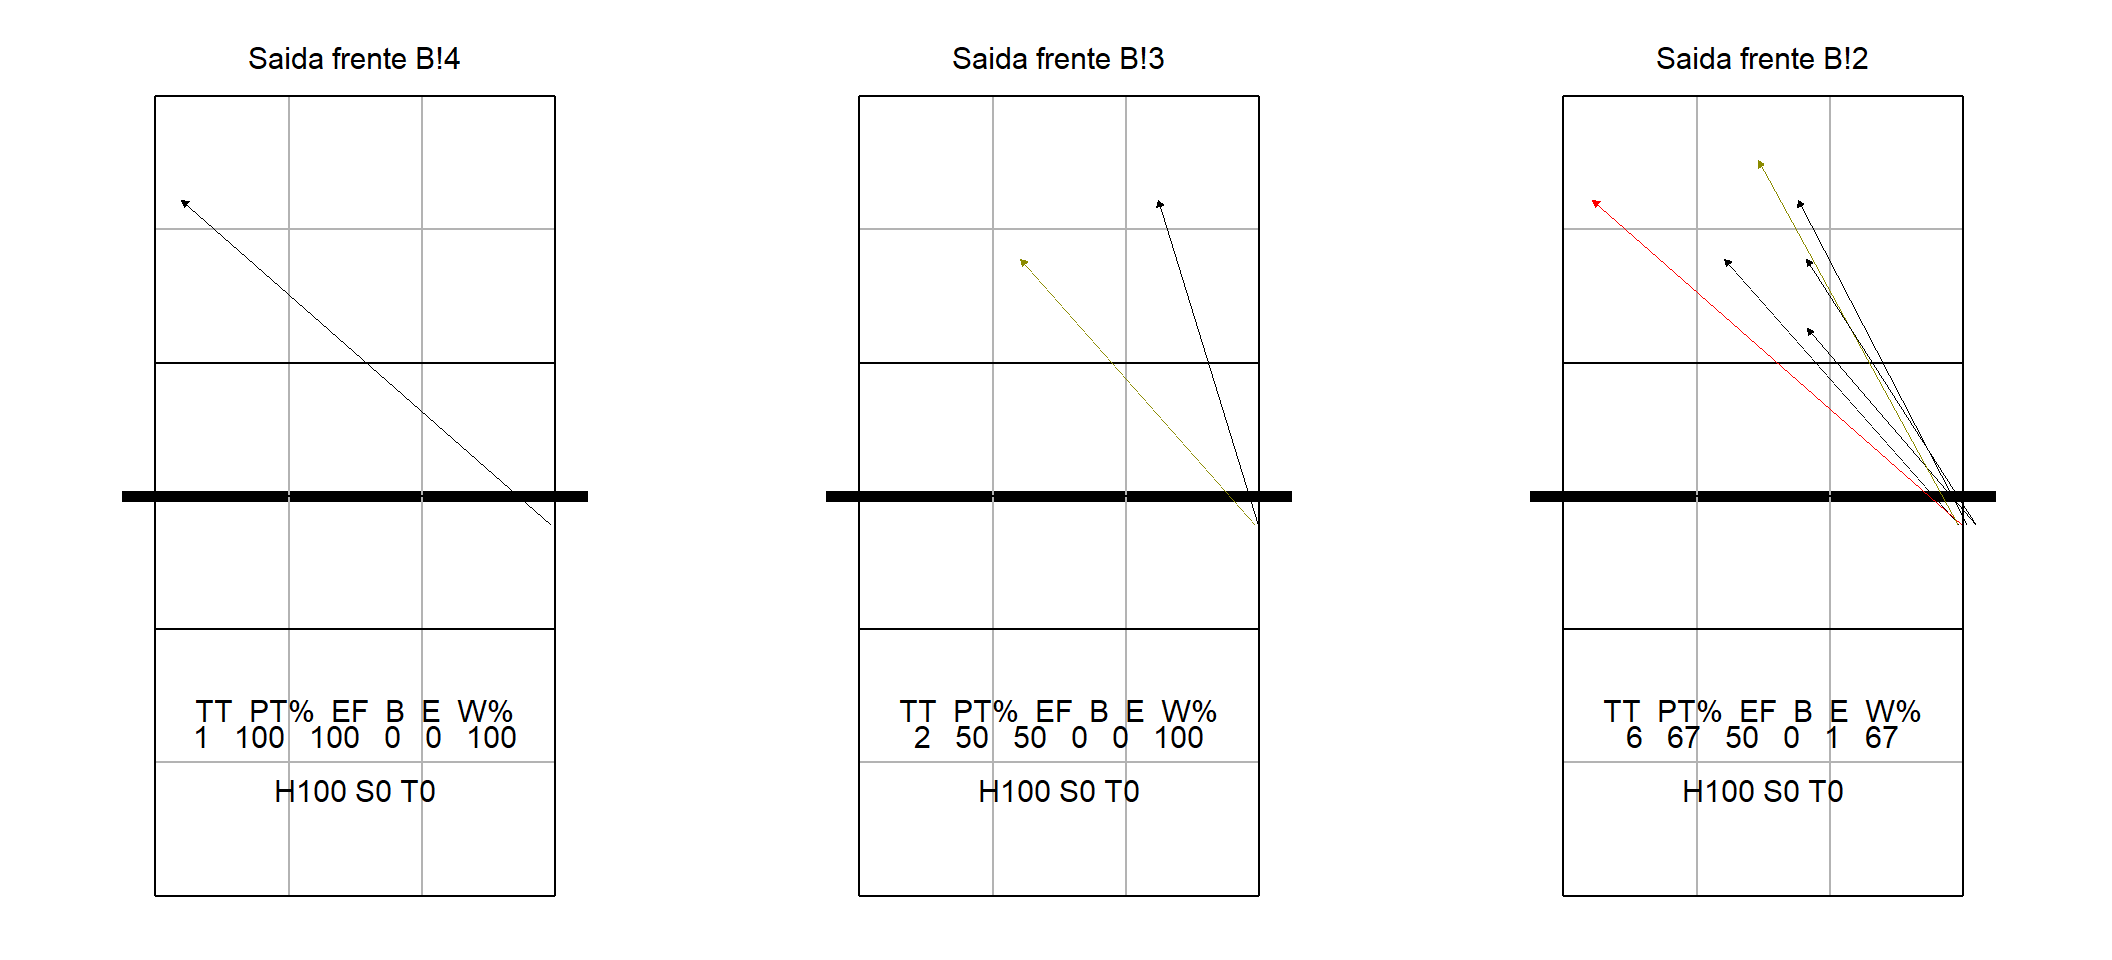 Saida frente B!4
TT PT% EF B E W%
1 100 100 0 0 100
H100 S0 T0
Saida frente B!3
TT PT% EF B E W%
2 50 50 0 0 100
H100 S0 T0
Saida frente B!2
TT PT% EF B E W%
6 67 50 0 1 67
H100 S0 T0